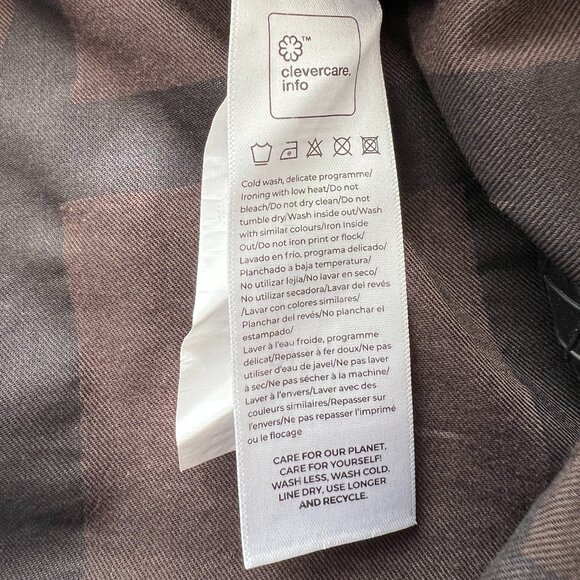 TM
clevercare.
info
Cold wash, delicate programme/
Ironing with low heat/Do not
bleach/Do not dry clean/Do not
tumble dry/Wash inside out/Wash
with similar colours/Iron Inside
Out/Do not iron print or flock/
Lavado en frío, programa delicado/
Planchado a baja temperatura/
No utilizar lejía/No lavar en seco/
No utilizar secadora/Lavar del revés
/Lavar con colores similares/
Planchar del revés/No planchar el
estampado/
Laver à l'eau froide, programme
délicat/Repasser à fer doux/Ne pas
utiliser d'eau de javel/Ne pas laver
à sec/Ne pas sécher à la machine/
Laver à l'envers/Laver avec des
couleurs similaires/Repasser sur
l'envers/Ne pas repasser l'imprimé
ou le flocage
CARE FOR OUR PLANET,
CARE FOR YOURSELF!
WASH LESS, WASH COLD.
LINE DRY, USE LONGER
AND RECYCLE.